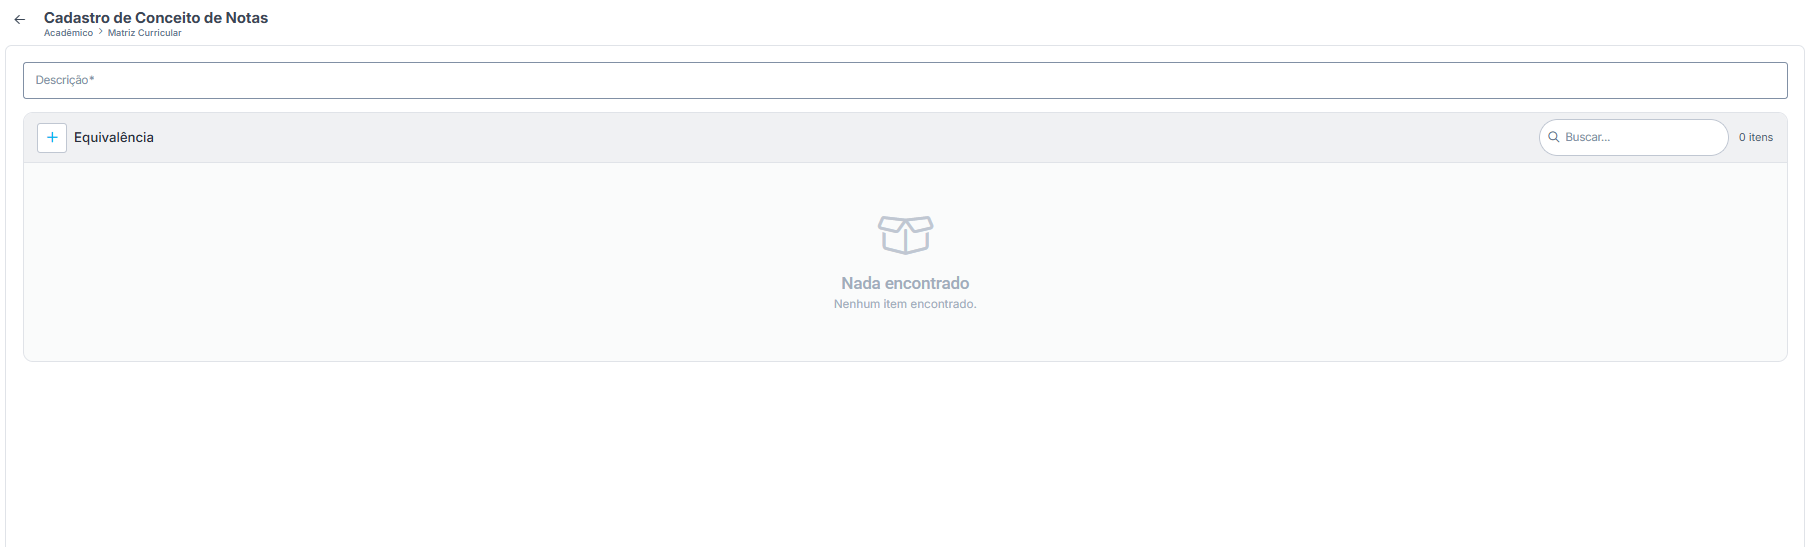 Cadastro de Conceito de Notas
Acadêmico > Matriz Curricular
Descrição*
+ Equivalência
Buscar...
0 itens
Nada encontrado
Nenhum item encontrado.